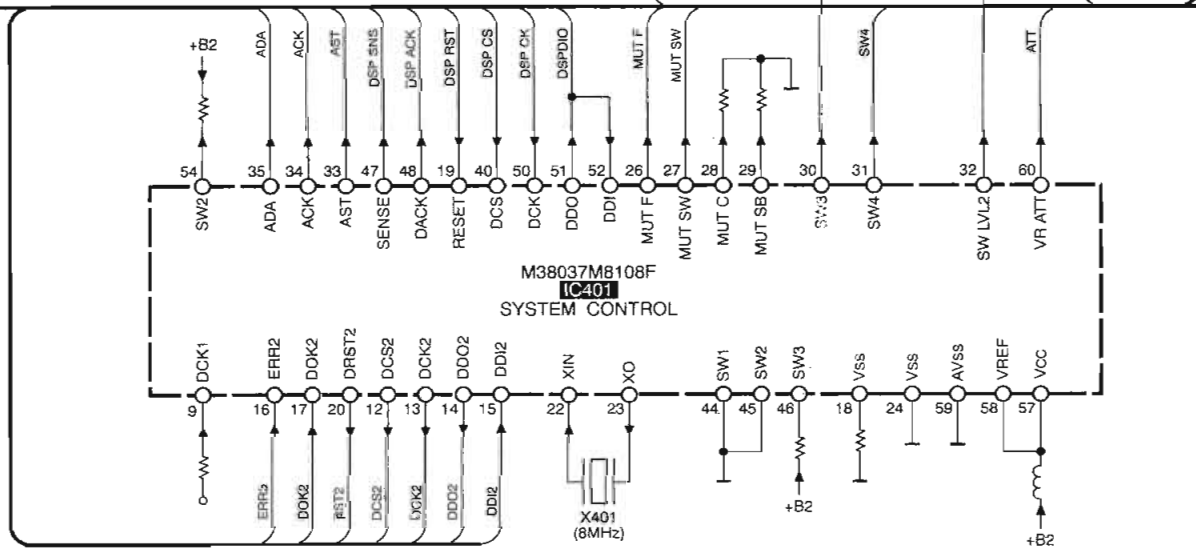 +B2
ADA
ACK
AST
DSP SNS
DSP ACK
DSP RST
DSP CS
DSP CK
DSPDIO
MUT F
MUT SW
SW4
ATT
54 35 34 33 47 48 19 40 50 51 52 26 27 28 29 30 31 32 60
SW2
ADA
ACK
AST
SENSE
DACK
RESET
DCS
DCK
DDO
DDI
MUT F
MUT SW
MUT C
MUT SB
SW3
SW4
SW LVL2
VR ATT
M38037M8108F
IC401
SYSTEM CONTROL
DCK1
ERR2
DOK2
DRST2
DCS2
DCK2
DDO2
DDI2
XIN
XO
SW1
SW2
SW3
Vss
Vss
AVss
VREF
VCC
9 16 17 20 12 13 14 15 22 23 44 45 46 18 24 59 58 57
ERR2
DOK2
RST2
DCS2
DCK2
DDO2
DDI2
X401
(8MHz)
+B2
+B2